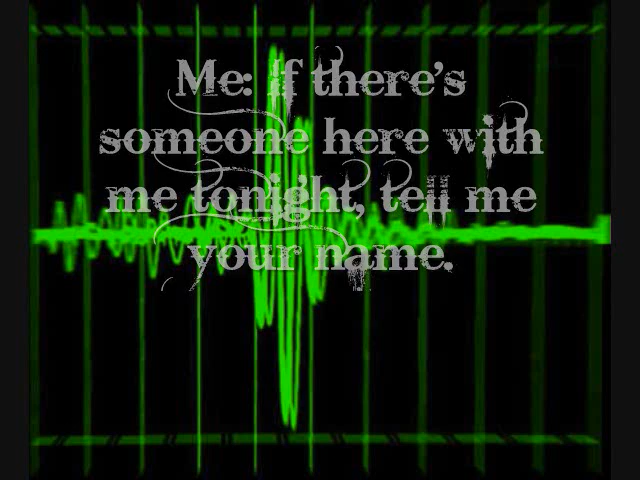 Me: If there's
someone here with
me tonight, tell me
your name.